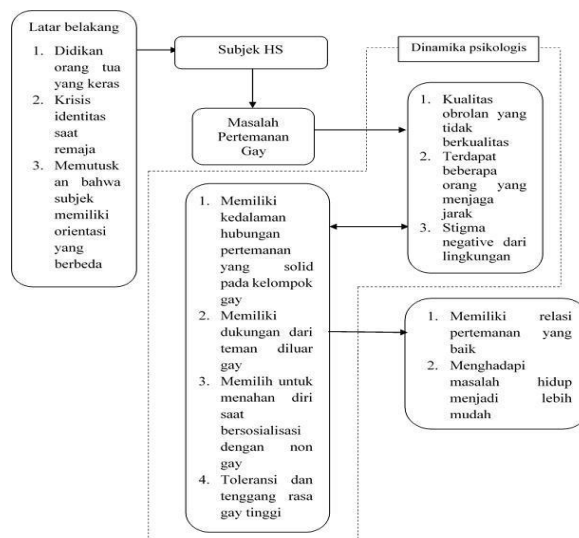 Latar belakang
1. Didikan
orang tua
yang keras
2. Krisis
identitas
saat
remaja
3. Memutusk
an bahwa
subjek
memiliki
orientasi
yang
berbeda
Subjek HS
Masalah
Pertemanan
Gay
Dinamika psikologis
1. Kualitas
obrolan yang
tidak
berkualitas
2. Terdapat
beberapa
orang yang
menjaga
jarak
3. Stigma
negative dari
lingkungan
1. Memiliki
kedalaman
hubungan
pertemanan
yang solid pada
kelompok
gay
2. Memiliki
dukungan dari
teman diluar
gay
3. Memilih untuk
menahan diri
saat
bersosialisasi
dengan non
gay
4. Toleransi dan
tenggang rasa
gay tinggi
1. Memiliki relasi
pertemanan yang
baik
2. Menghadapi
masalah hidup
menjadi lebih
mudah